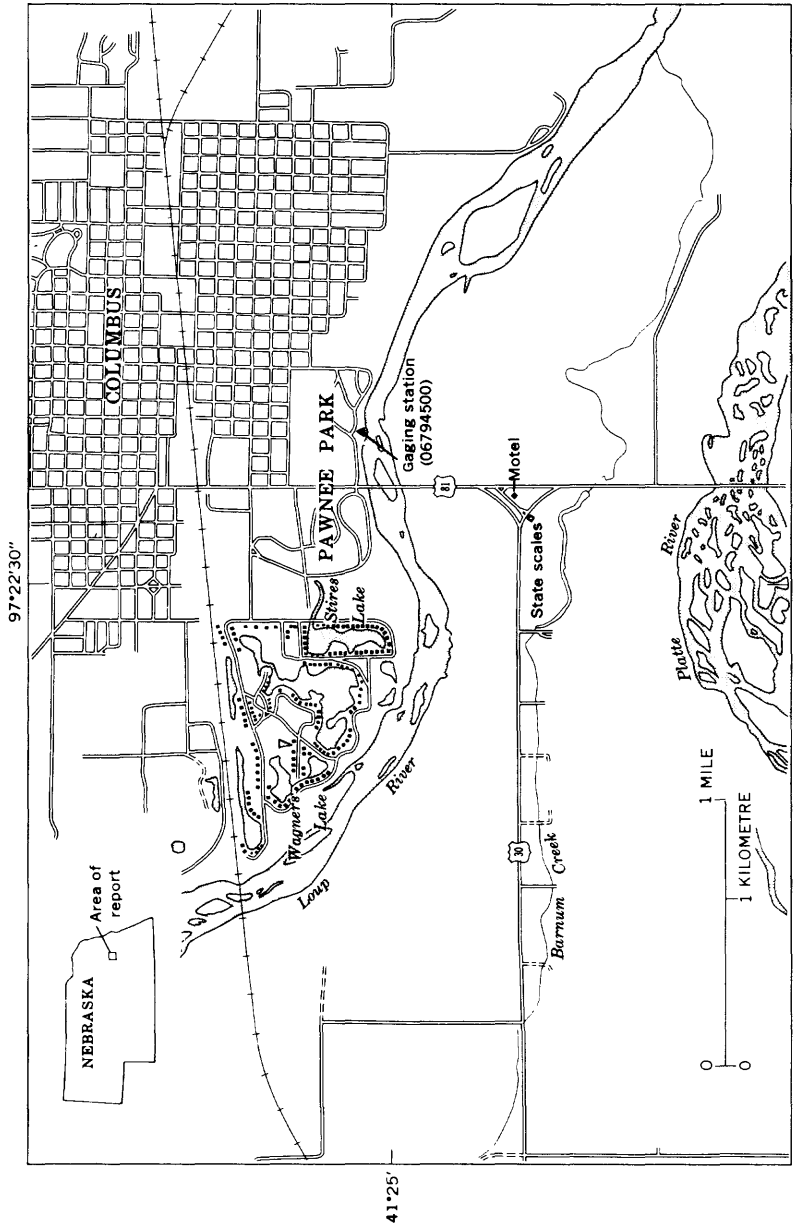 97°22'30"
NEBRASKA
Area of
report
COLUMBUS
PAWNEE PARK
Stires
Lake
Wagners
Lake
Loup
River
Gaging station
(06794500)
41°25'
81
Motel
State scales
30
Barnum
Creek
Platte
River
0
1 MILE
0
1 KILOMETRE